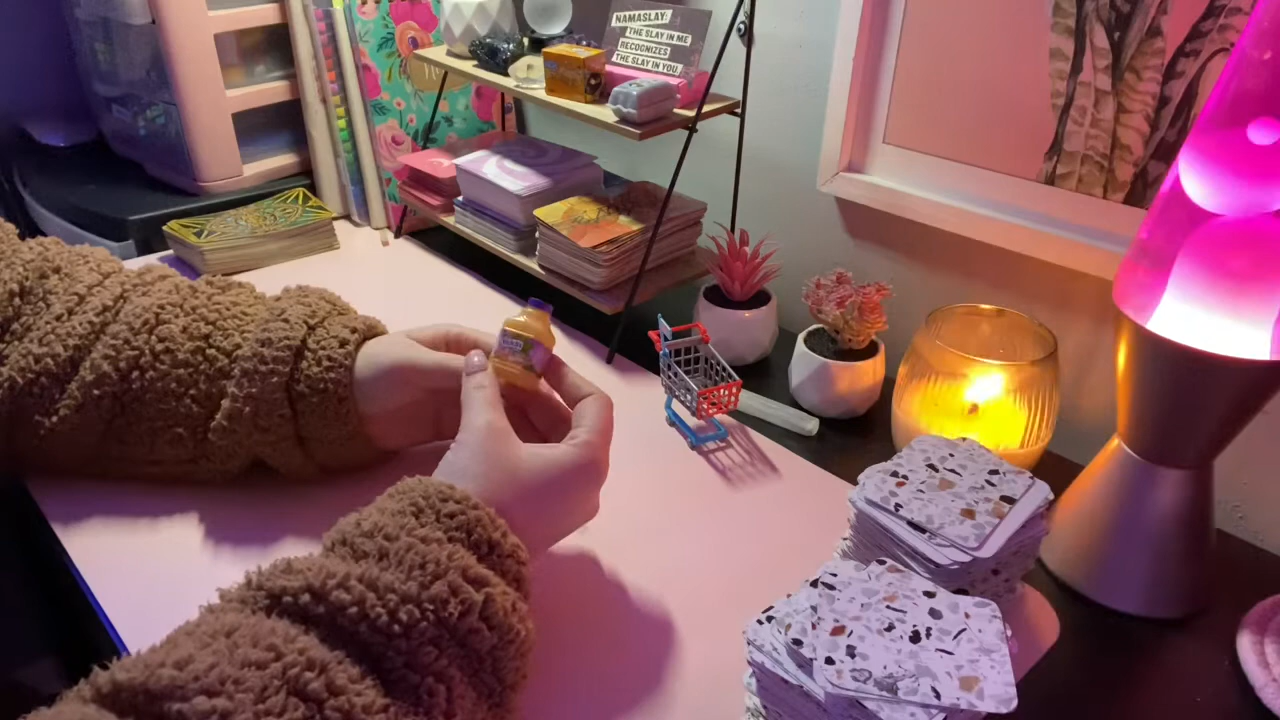 NAMASLAY:
THE SLAY IN ME
RECOGNIZES
THE SLAY IN YOU.